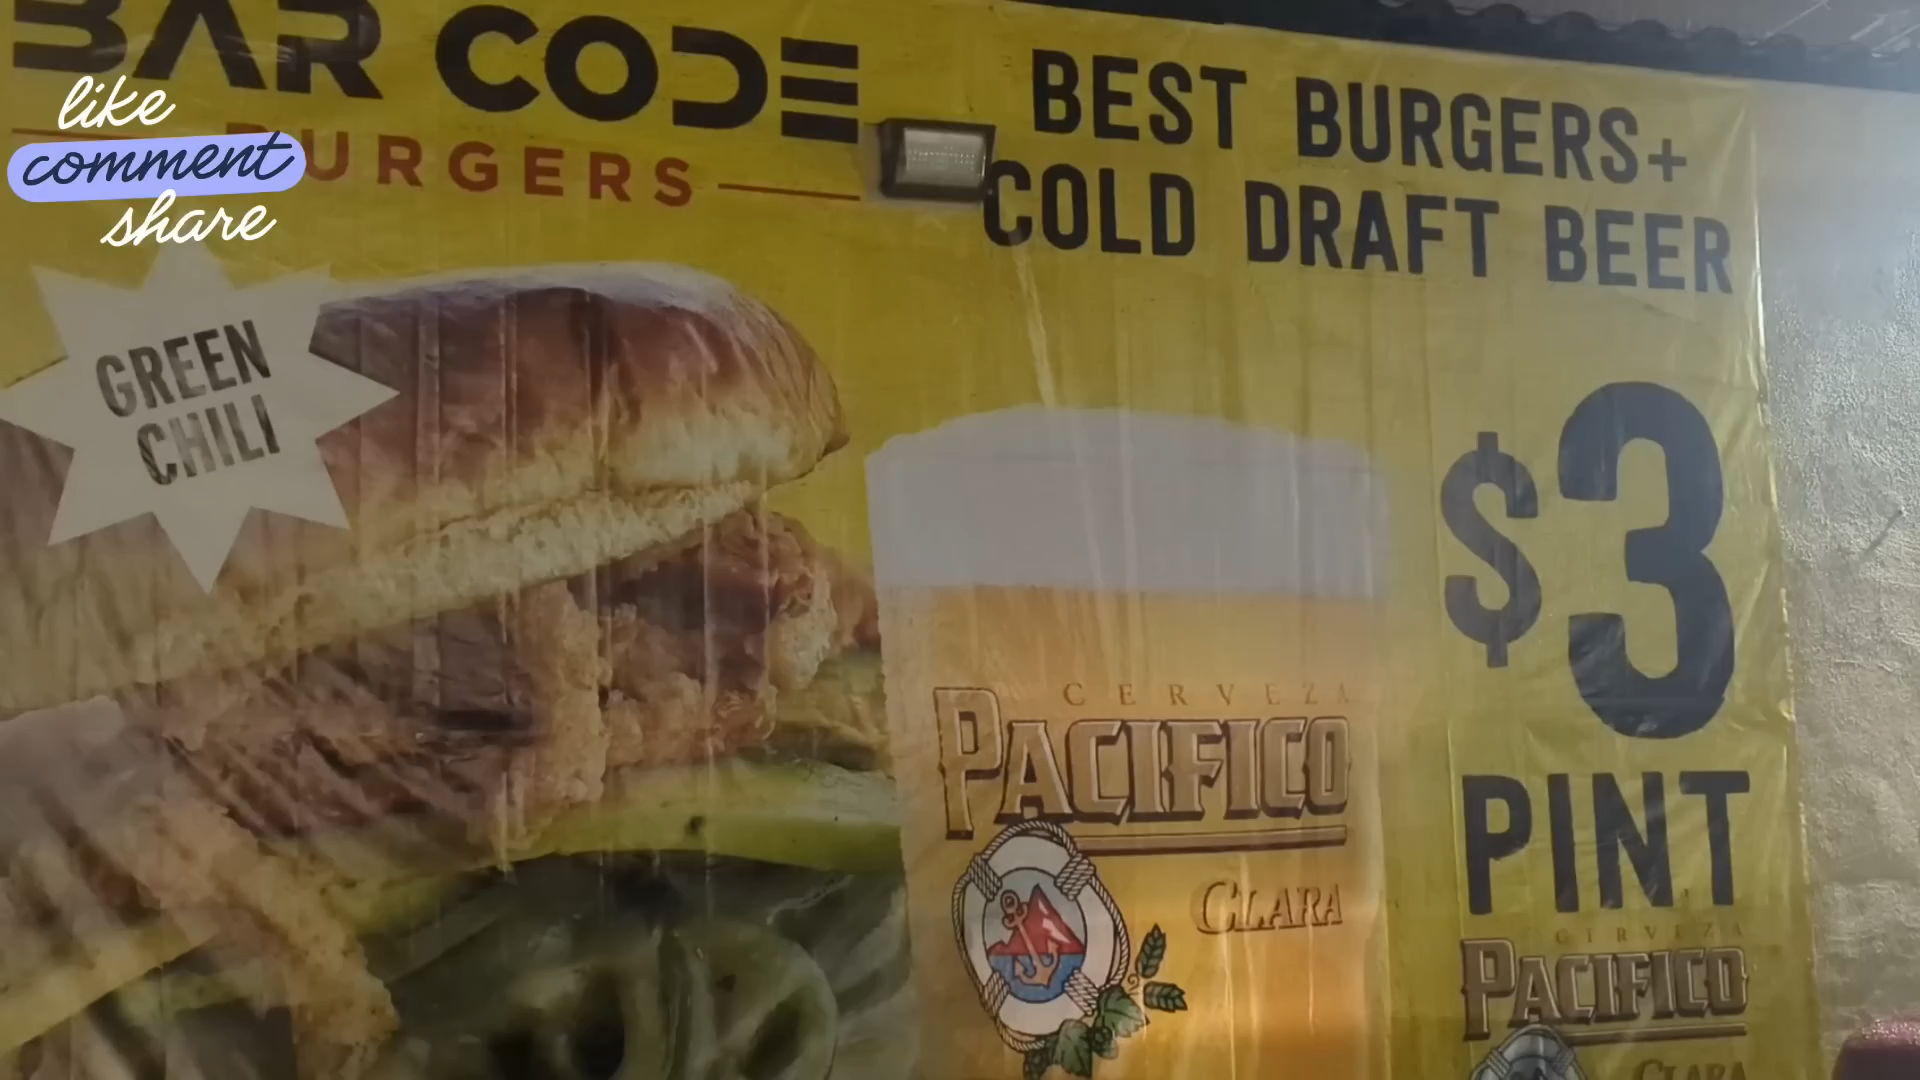 BAR CODE
BURGERS
like
comment
share
BEST BURGERS+
COLD DRAFT BEER
GREEN
CHILI
$3
PINT
CERVEZA
PACIFICO
CLARA
CERVEZA
PACIFICO
CLARA